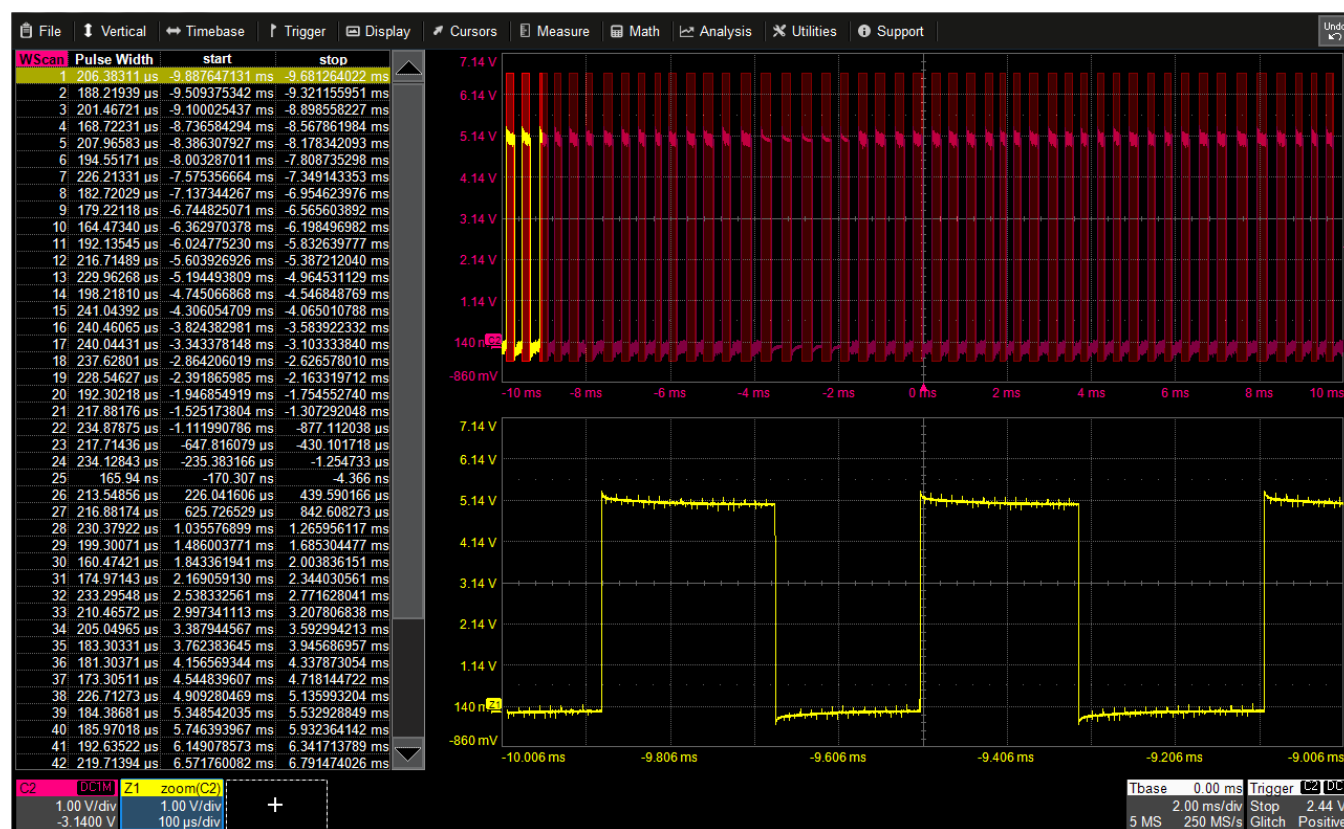 File Vertical Timebase Trigger Display Cursors Measure Math Analysis Utilities Support Undo
WScan Pulse Width start stop
1 206.38311 µs -9.887647131 ms -9.681264022 ms
2 188.21939 µs -9.509375342 ms -9.321155951 ms
3 201.46721 µs -9.100025437 ms -8.898558227 ms
4 168.72231 µs -8.736584294 ms -8.567861984 ms
5 207.96583 µs -8.386307927 ms -8.178342093 ms
6 194.55171 µs -8.003287011 ms -7.808735298 ms
7 226.21331 µs -7.575356664 ms -7.349143353 ms
8 182.72029 µs -7.137344267 ms -6.954623976 ms
9 179.22118 µs -6.744825071 ms -6.565603892 ms
10 164.47340 µs -6.362970378 ms -6.198496982 ms
11 192.13545 µs -6.024775230 ms -5.832639777 ms
12 216.71489 µs -5.603926926 ms -5.387212040 ms
13 229.96268 µs -5.194493809 ms -4.964531129 ms
14 198.21810 µs -4.745066868 ms -4.546848769 ms
15 241.04392 µs -4.306054709 ms -4.065010788 ms
16 240.46065 µs -3.824382981 ms -3.583922332 ms
17 240.04431 µs -3.343378148 ms -3.103333840 ms
18 237.62801 µs -2.864206019 ms -2.626578010 ms
19 228.54627 µs -2.391865985 ms -2.163319712 ms
20 192.30218 µs -1.946854919 ms -1.754552740 ms
21 217.88176 µs -1.525173804 ms -1.307292048 ms
22 234.87875 µs -1.111990786 ms -877.112038 µs
23 217.71436 µs -647.816079 µs -430.101718 µs
24 234.12843 µs -235.383166 µs -1.254733 µs
25 165.94 ns -170.307 ns -4.366 ns
26 213.54856 µs 226.041606 µs 439.590166 µs
27 216.88174 µs 625.726529 µs 842.608273 µs
28 230.37922 µs 1.035576899 ms 1.265956117 ms
29 199.30071 µs 1.486003771 ms 1.685304477 ms
30 160.47421 µs 1.843361941 ms 2.003836151 ms
31 174.97143 µs 2.169059130 ms 2.344030561 ms
32 233.29548 µs 2.538332561 ms 2.771628041 ms
33 210.46572 µs 2.997341113 ms 3.207806838 ms
34 205.04965 µs 3.387944567 ms 3.592994213 ms
35 183.30331 µs 3.762383645 ms 3.945686957 ms
36 181.30371 µs 4.156569344 ms 4.337873054 ms
37 173.30511 µs 4.544839607 ms 4.718144722 ms
38 226.71273 µs 4.909280469 ms 5.135993204 ms
39 184.38681 µs 5.348542035 ms 5.532928849 ms
40 185.97018 µs 5.746393967 ms 5.932364142 ms
41 192.63522 µs 6.149078573 ms 6.341713789 ms
42 219.71394 µs 6.571760082 ms 6.791474026 ms
7.14 V
6.14 V
5.14 V
4.14 V
3.14 V
2.14 V
1.14 V
140 m C2
-860 mV
-10 ms -8 ms -6 ms -4 ms -2 ms 0 ms 2 ms 4 ms 6 ms 8 ms 10 ms
7.14 V
6.14 V
5.14 V
4.14 V
3.14 V
2.14 V
1.14 V
140 m Z1
-860 mV
-10.006 ms -9.806 ms -9.606 ms -9.406 ms -9.206 ms -9.006 ms
C2 DC1M
1.00 V/div
-3.1400 V
Z1 zoom(C2)
1.00 V/div
100 µs/div
+
Tbase 0.00 ms
2.00 ms/div
5 MS 250 MS/s
Trigger C2 DC
Stop 2.44 V
Glitch Positive